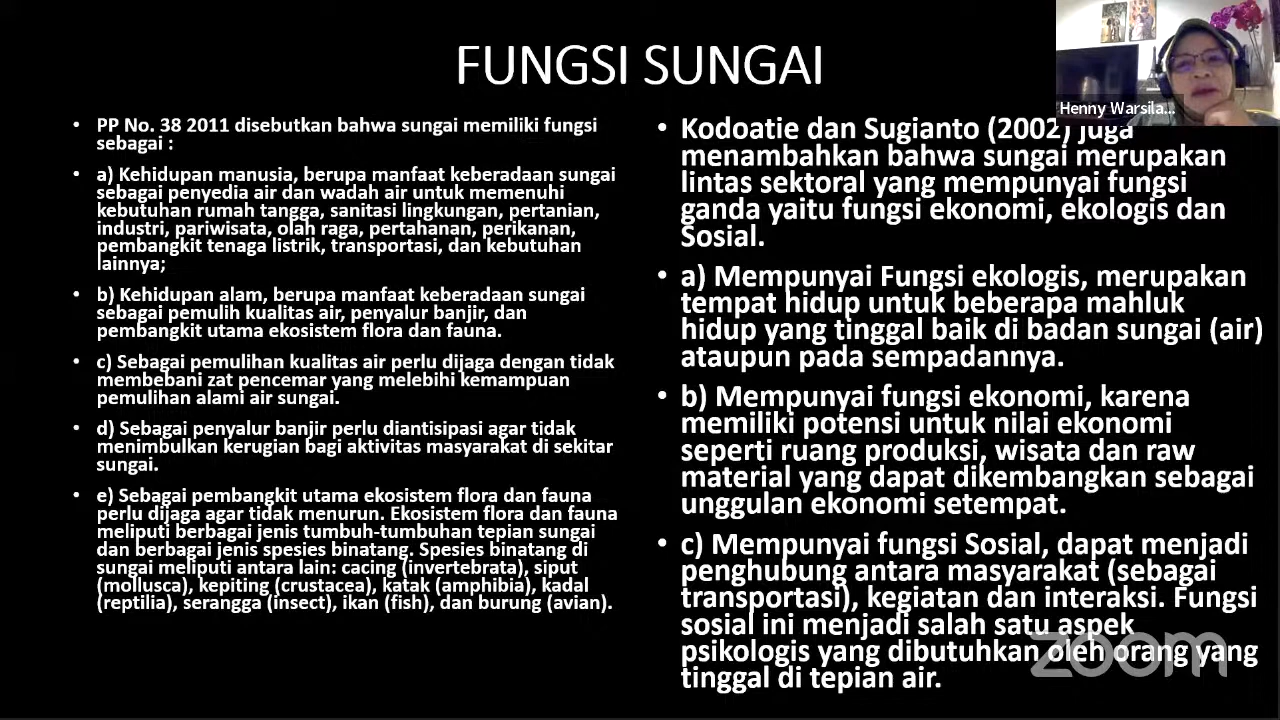 FUNGSI SUNGAI
• PP No. 38 2011 disebutkan bahwa sungai memiliki fungsi
sebagai :
• a) Kehidupan manusia, berupa manfaat keberadaan sungai
sebagai penyedia air dan wadah air untuk memenuhi
kebutuhan rumah tangga, sanitasi lingkungan, pertanian,
industri, pariwisata, olah raga, pertahanan, perikanan,
pembangkit tenaga listrik, transportasi, dan kebutuhan
lainnya;
• b) Kehidupan alam, berupa manfaat keberadaan sungai
sebagai pemulih kualitas air, penyalur banjir, dan
pembangkit utama ekosistem flora dan fauna.
• c) Sebagai pemulihan kualitas air perlu dijaga dengan tidak
membebani zat pencemar yang melebihi kemampuan
pemulihan alami air sungai.
• d) Sebagai penyalur banjir perlu diantisipasi agar tidak
menimbulkan kerugian bagi aktivitas masyarakat di sekitar
sungai.
• e) Sebagai pembangkit utama ekosistem flora dan fauna
perlu dijaga agar tidak menurun. Ekosistem flora dan fauna
meliputi berbagai jenis tumbuh-tumbuhan tepian sungai
dan berbagai jenis spesies binatang. Spesies binatang di
sungai meliputi antara lain: cacing (invertebrata), siput
(mollusca), kepiting (crustacea), katak (amphibia), kadal
(reptilia), serangga (insect), ikan (fish), dan burung (avian).
• Kodoatie dan Sugianto (2002) juga
menambahkan bahwa sungai merupakan
lintas sektoral yang mempunyai fungsi
ganda yaitu fungsi ekonomi, ekologis dan
Sosial.
• a) Mempunyai Fungsi ekologis, merupakan
tempat hidup untuk beberapa mahluk
hidup yang tinggal baik di badan sungai (air)
ataupun pada sempadannya.
• b) Mempunyai fungsi ekonomi, karena
memiliki potensi untuk nilai ekonomi
seperti ruang produksi, wisata dan raw
material yang dapat dikembangkan sebagai
unggulan ekonomi setempat.
• c) Mempunyai fungsi Sosial, dapat menjadi
penghubung antara masyarakat (sebagai
transportasi), kegiatan dan interaksi. Fungsi
sosial ini menjadi salah satu aspek
psikologis yang dibutuhkan oleh orang yang
tinggal di tepian air.
Henny Warsila...
zoom